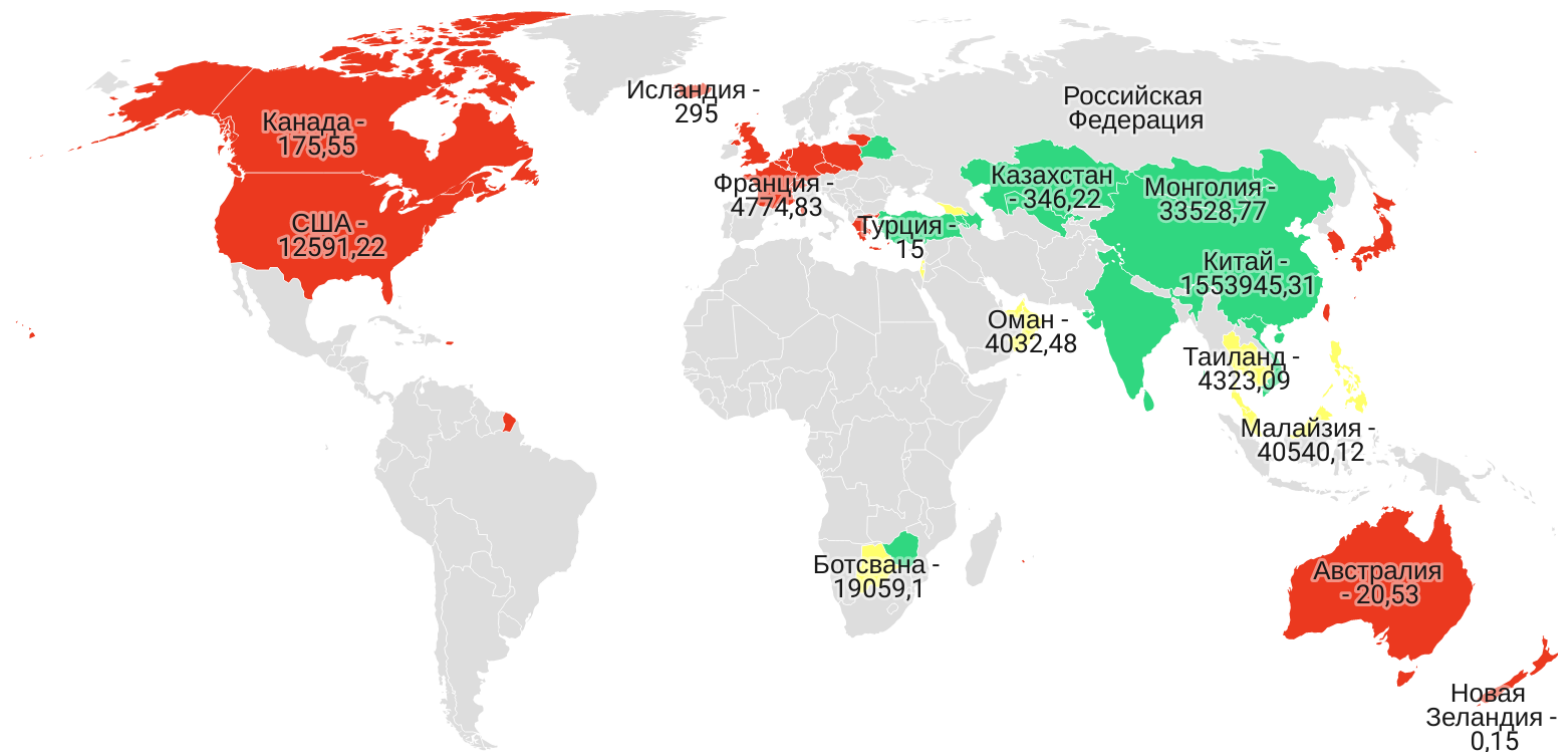 Исландия -
295
Российская
Федерация
Канада -
175,55
Казахстан
- 346,22
Франция -
4774,83
Монголия -
33528,77
США -
12591,22
Турция -
15
Китай -
1553945,31
Оман -
4032,48
Таиланд -
4323,09
Малайзия -
40540,12
Ботсвана -
19059,1
Австралия
- 20,53
Новая
Зеландия -
0,15